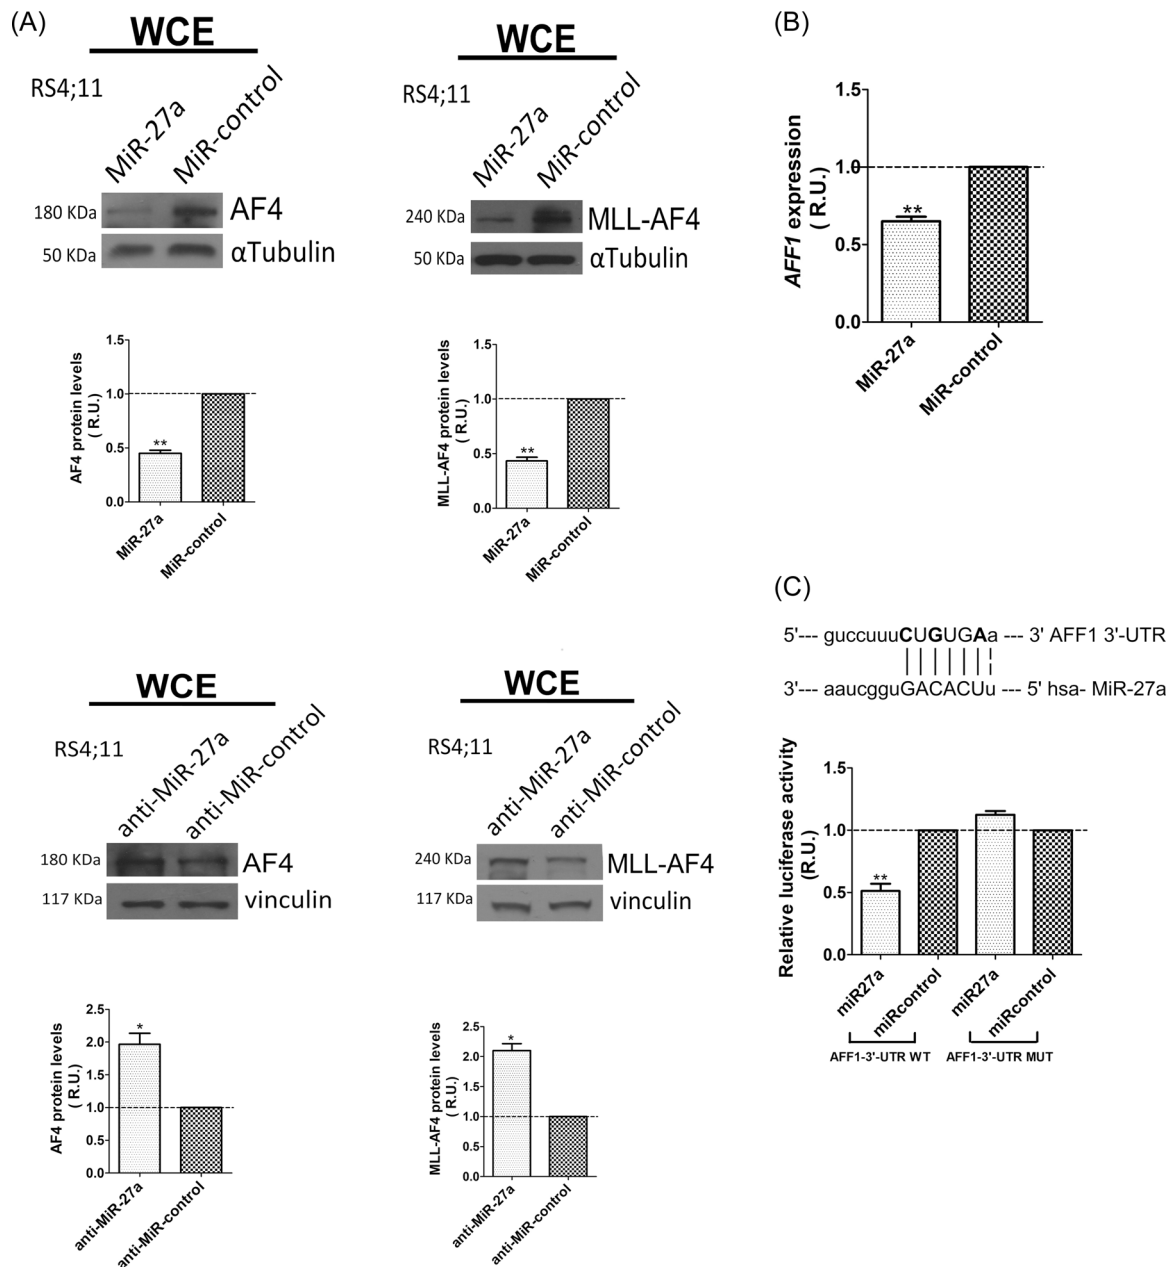 (A)
WCE
RS4;11
MiR-27a
MiR-control
180 KDa
AF4
50 KDa
αTubulin
WCE
RS4;11
MiR-27a
MiR-control
240 KDa
MLL-AF4
50 KDa
αTubulin
AF4 protein levels
( R.U.)
1.5
1.0
0.5
0.0
**
MiR-27a
MiR-control
MLL-AF4 protein levels
( R.U.)
1.5
1.0
0.5
0.0
**
MiR-27a
MiR-control
WCE
RS4;11
anti-MiR-27a
anti-MiR-control
180 KDa
AF4
117 KDa
vinculin
WCE
RS4;11
anti-MiR-27a
anti-MiR-control
240 KDa
MLL-AF4
117 KDa
vinculin
AF4 protein levels
( R.U.)
2.5
2.0
1.5
1.0
0.5
0.0
*
anti-MiR-27a
anti-MiR-control
MLL-AF4 protein levels
( R.U.)
2.5
2.0
1.5
1.0
0.5
0.0
*
anti-MiR-27a
anti-MiR-control
(B)
AFF1 expression
( R.U.)
1.5
1.0
0.5
0.0
**
MiR-27a
MiR-control
(C)
5'--- guccuuuCUGUGAa --- 3' AFF1 3'-UTR
3'--- aaucgguGACACUu --- 5' hsa- MiR-27a
Relative luciferase activity
(R.U.)
1.5
1.0
0.5
0.0
**
miR27a
miRcontrol
miR27a
miRcontrol
AFF1-3'-UTR WT
AFF1-3'-UTR MUT